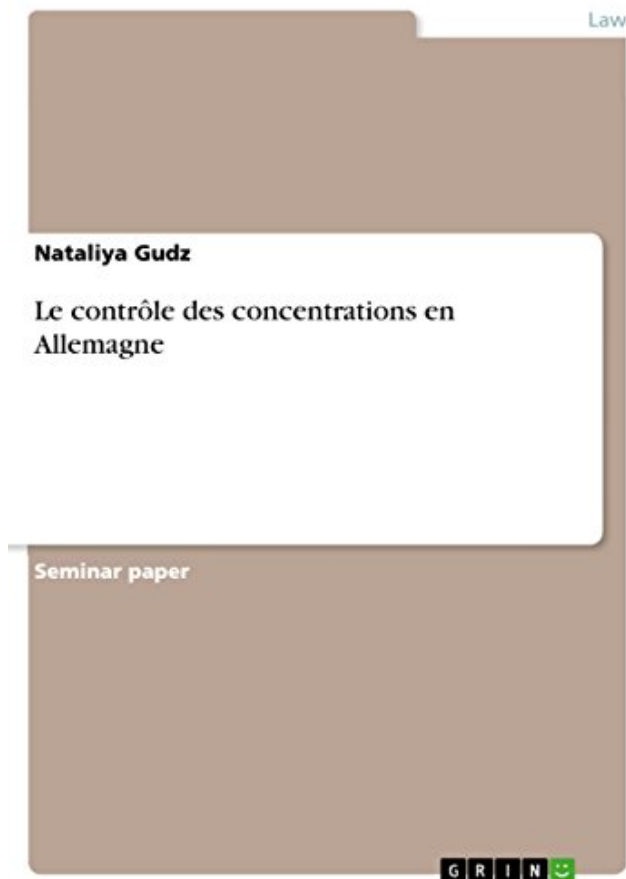 Law
Nataliya Gudz
Le contrôle des concentrations en
Allemagne
Seminar paper
GRIN